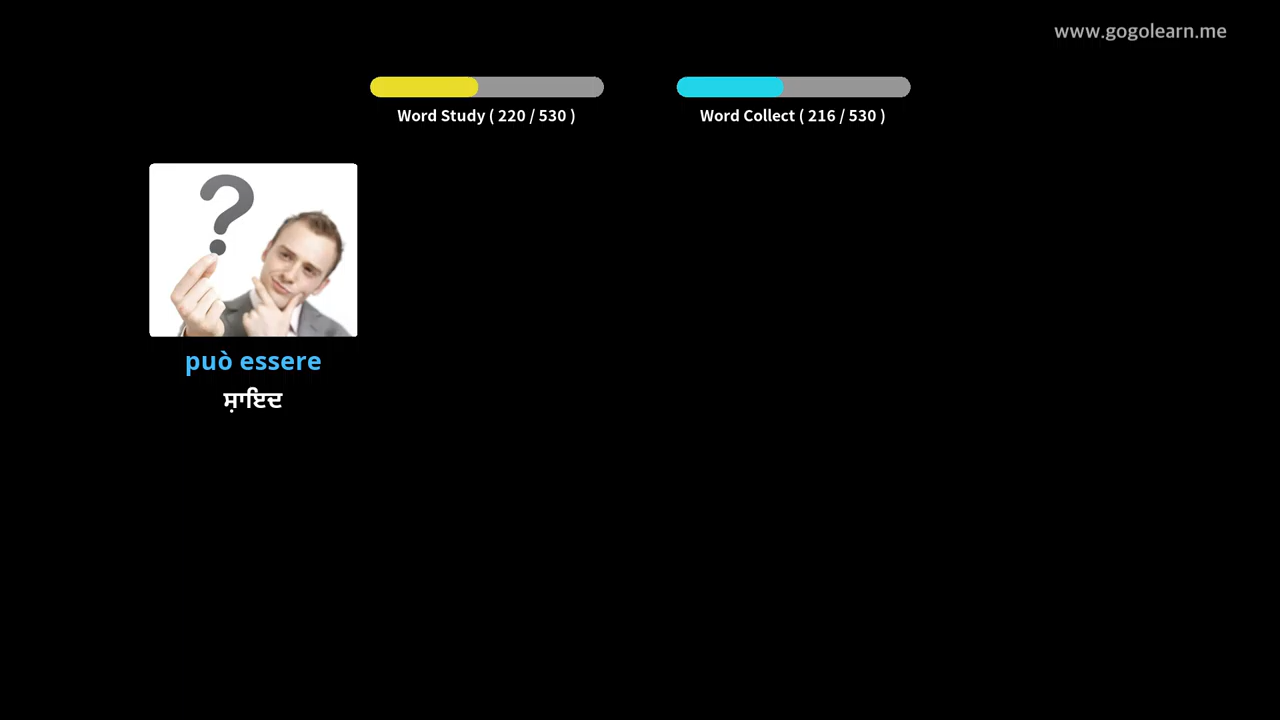 www.gogolearn.me
Word Study ( 220 / 530 )
Word Collect ( 216 / 530 )
può essere
ਸ਼ਾਇਦ